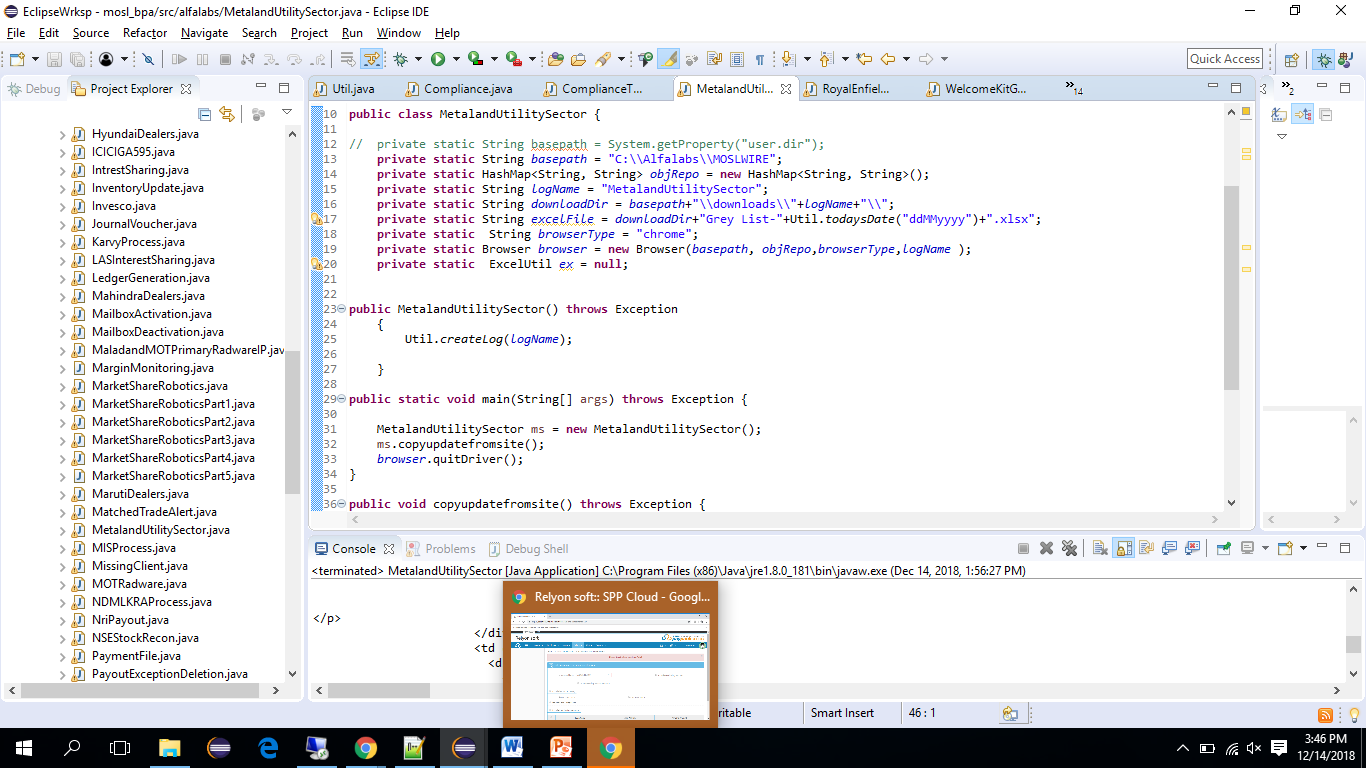 EclipseWrksp - mosl_bpa/src/alfalabs/MetalandUtilitySector.java - Eclipse IDE
File Edit Source Refactor Navigate Search Project Run Window Help
Quick Access
Debug Project Explorer
HyundaiDealers.java
ICICIGA595.java
IntrestSharing.java
InventoryUpdate.java
Invesco.java
JournalVoucher.java
KarvyProcess.java
LASInterestSharing.java
LedgerGeneration.java
MahindraDealers.java
MailboxActivation.java
MailboxDeactivation.java
MaladandMOTPrimaryRadwareIP.jav
MarginMonitoring.java
MarketShareRobotics.java
MarketShareRoboticsPart1.java
MarketShareRoboticsPart2.java
MarketShareRoboticsPart3.java
MarketShareRoboticsPart4.java
MarketShareRoboticsPart5.java
MarutiDealers.java
MatchedTradeAlert.java
MetalandUtilitySector.java
MISProcess.java
MissingClient.java
MOTRadware.java
NDMLKRAProcess.java
NriPayout.java
NSEStockRecon.java
PaymentFile.java
PayoutExceptionDeletion.java
Util.java Compliance.java ComplianceT... MetalandUtil... RoyalEnfiel... WelcomeKitG... 14
2
10 public class MetalandUtilitySector {
11
12 // private static String basepath = System.getProperty("user.dir");
13 private static String basepath = "C:\\Alfalabs\\MOSLWIRE";
14 private static HashMap<String, String> objRepo = new HashMap<String, String>();
15 private static String logName = "MetalandUtilitySector";
16 private static String downloadDir = basepath+"\\downloads\\"+logName+"\\";
17 private static String excelFile = downloadDir+"Grey List-"+Util.todaysDate("ddMMyyyy")+".xlsx";
18 private static String browserType = "chrome";
19 private static Browser browser = new Browser(basepath, objRepo,browserType,logName );
20 private static ExcelUtil ex = null;
21
22
23 public MetalandUtilitySector() throws Exception
24 {
25 Util.createLog(logName);
26
27 }
28
29 public static void main(String[] args) throws Exception {
30
31 MetalandUtilitySector ms = new MetalandUtilitySector();
32 ms.copyupdatefromsite();
33 browser.quitDriver();
34 }
35
36 public void copyupdatefromsite() throws Exception {
Console Problems Debug Shell
<terminated> MetalandUtilitySector [Java Application] C:\Program Files (x86)\Java\jre1.8.0_181\bin\javaw.exe (Dec 14, 2018, 1:56:27 PM)
</p>
</di
<td
<d
Relyon soft:: SPP Cloud - Googl...
Relyon soft
ritable Smart Insert 46 : 1
3:46 PM
12/14/2018